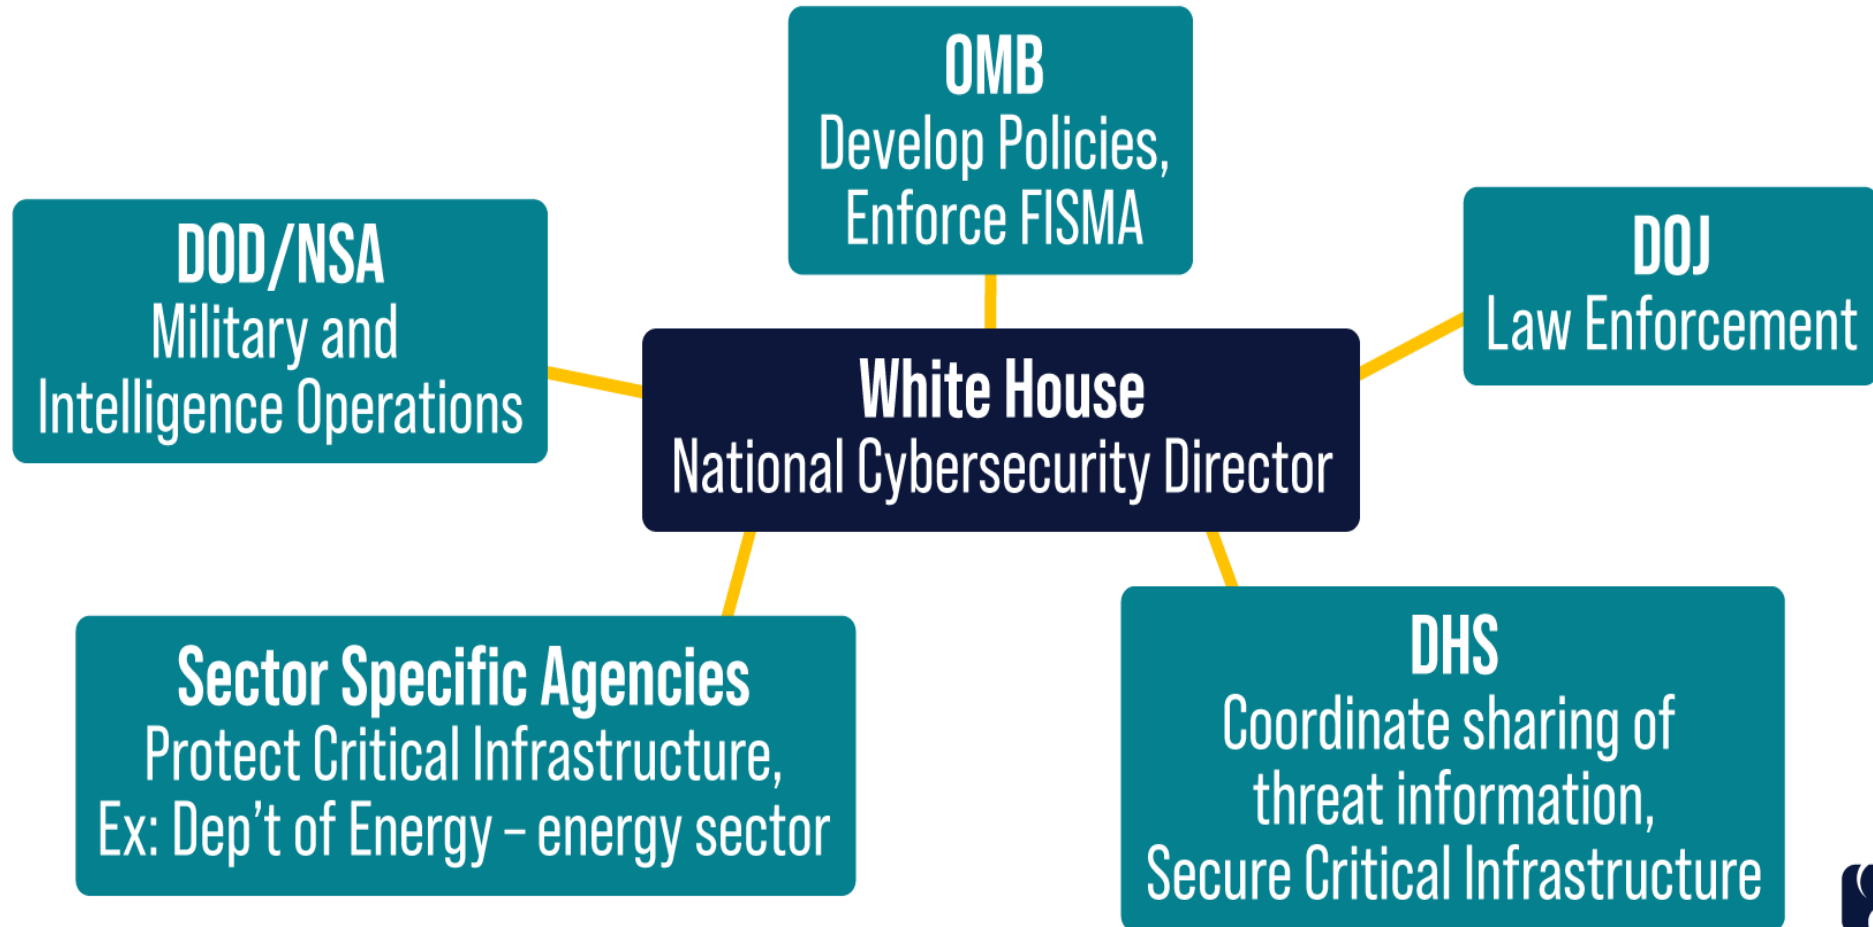 OMB
Develop Policies,
Enforce FISMA
DOD/NSA
Military and
Intelligence Operations
DOJ
Law Enforcement
White House
National Cybersecurity Director
Sector Specific Agencies
Protect Critical Infrastructure,
Ex: Dep’t of Energy – energy sector
DHS
Coordinate sharing of
threat information,
Secure Critical Infrastructure